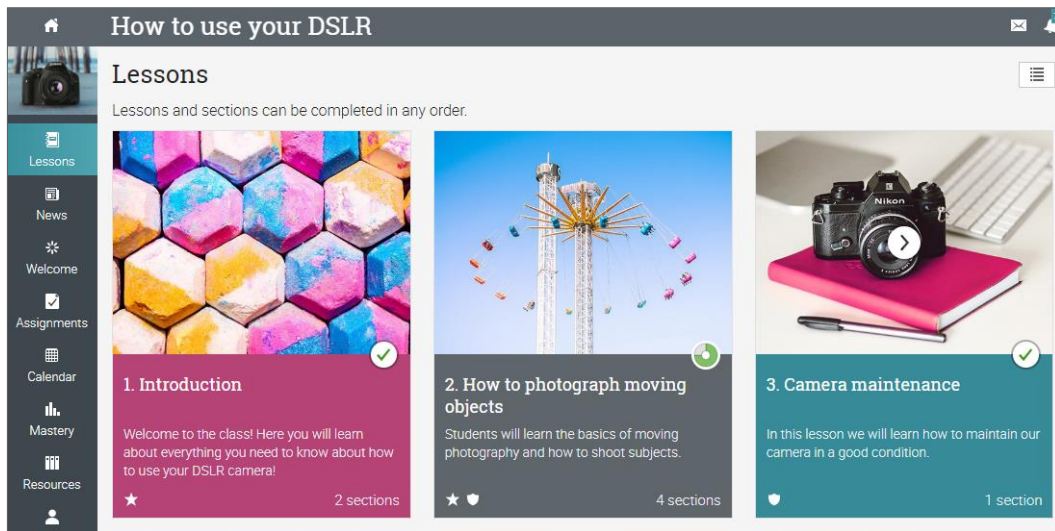 How to use your DSLR
Lessons
Lessons and sections can be completed in any order.
Lessons
News
Welcome
Assignments
Calendar
Mastery
Resources
Nikon
1. Introduction
Welcome to the class! Here you will learn
about everything you need to know about how
to use your DSLR camera!
2 sections
2. How to photograph moving
objects
Students will learn the basics of moving
photography and how to shoot subjects.
4 sections
3. Camera maintenance
In this lesson we will learn how to maintain our
camera in a good condition.
1 section